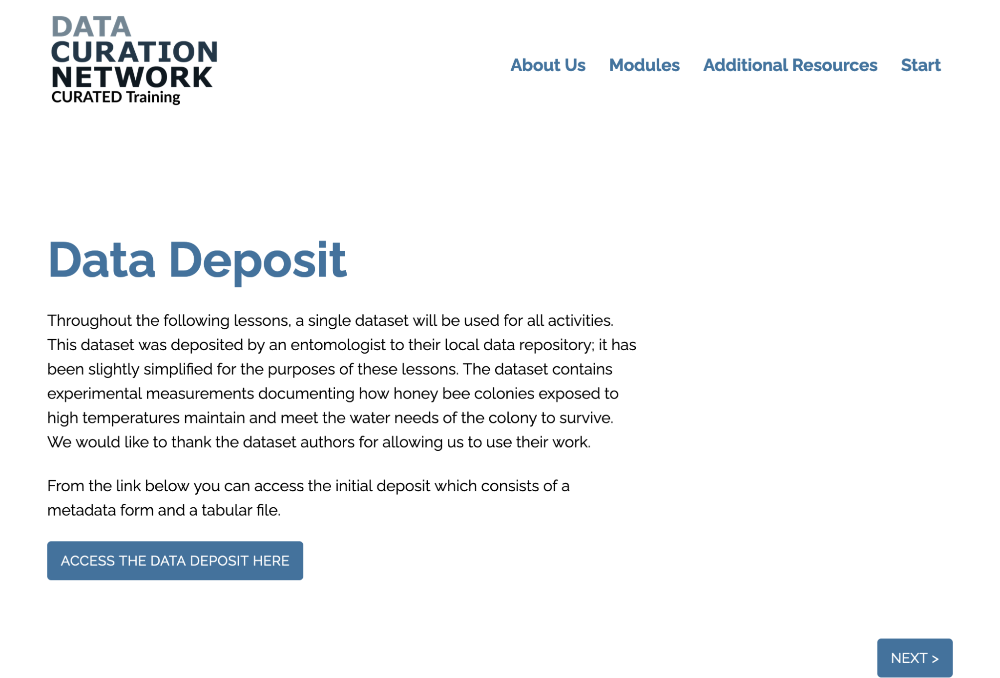 DATA
CURATION
NETWORK
CURATED Training
About Us Modules Additional Resources Start
Data Deposit
Throughout the following lessons, a single dataset will be used for all activities.
This dataset was deposited by an entomologist to their local data repository; it has
been slightly simplified for the purposes of these lessons. The dataset contains
experimental measurements documenting how honey bee colonies exposed to
high temperatures maintain and meet the water needs of the colony to survive.
We would like to thank the dataset authors for allowing us to use their work.
From the link below you can access the initial deposit which consists of a
metadata form and a tabular file.
ACCESS THE DATA DEPOSIT HERE
NEXT >